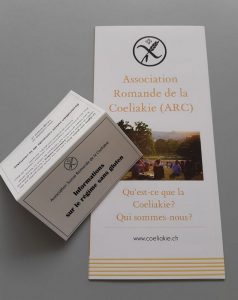 Association
Romande de la
Coeliakie (ARC)
Qu'est-ce que la
Coeliakie?
Qui sommes-nous?
www.coeliakie.ch
Association Suisse Romande de la Coeliakie
Informations
sur le régime sans gluten